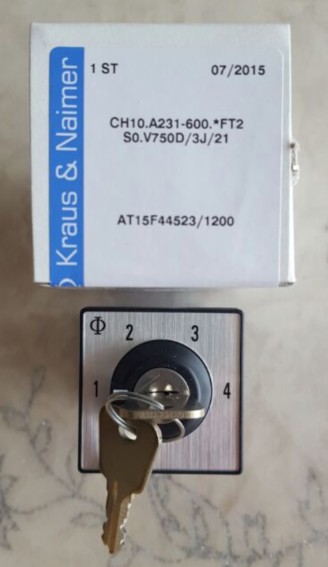 1 ST 07/2015
Kraus & Naimer
CH10.A231-600.*FT2
S0.V750D/3J/21
AT15F44523/1200
2 3
1 4